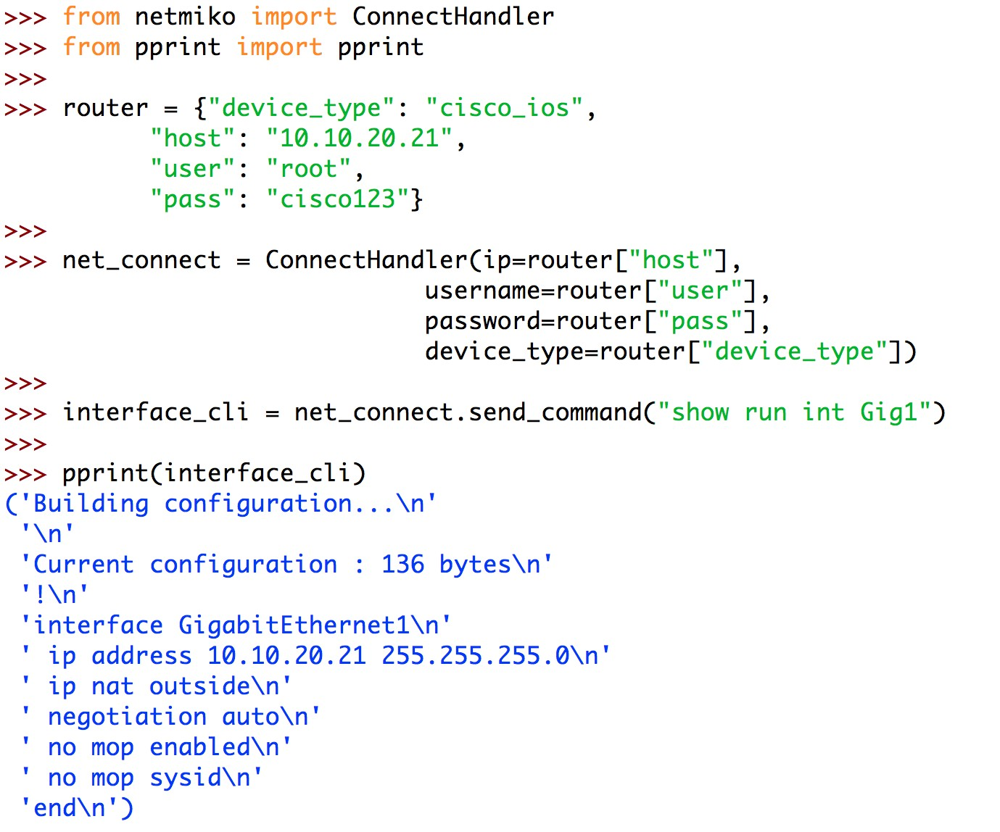 >>> from netmiko import ConnectHandler
>>> from pprint import pprint
>>>
>>> router = {"device_type": "cisco_ios",
          "host": "10.10.20.21",
          "user": "root",
          "pass": "cisco123"}
>>>
>>> net_connect = ConnectHandler(ip=router["host"],
                             username=router["user"],
                             password=router["pass"],
                             device_type=router["device_type"])
>>>
>>> interface_cli = net_connect.send_command("show run int Gig1")
>>>
>>> pprint(interface_cli)
('Building configuration...\n'
 '\n'
 'Current configuration : 136 bytes\n'
 '!\n'
 'interface GigabitEthernet1\n'
 ' ip address 10.10.20.21 255.255.255.0\n'
 ' ip nat outside\n'
 ' negotiation auto\n'
 ' no mop enabled\n'
 ' no mop sysid\n'
 'end\n')